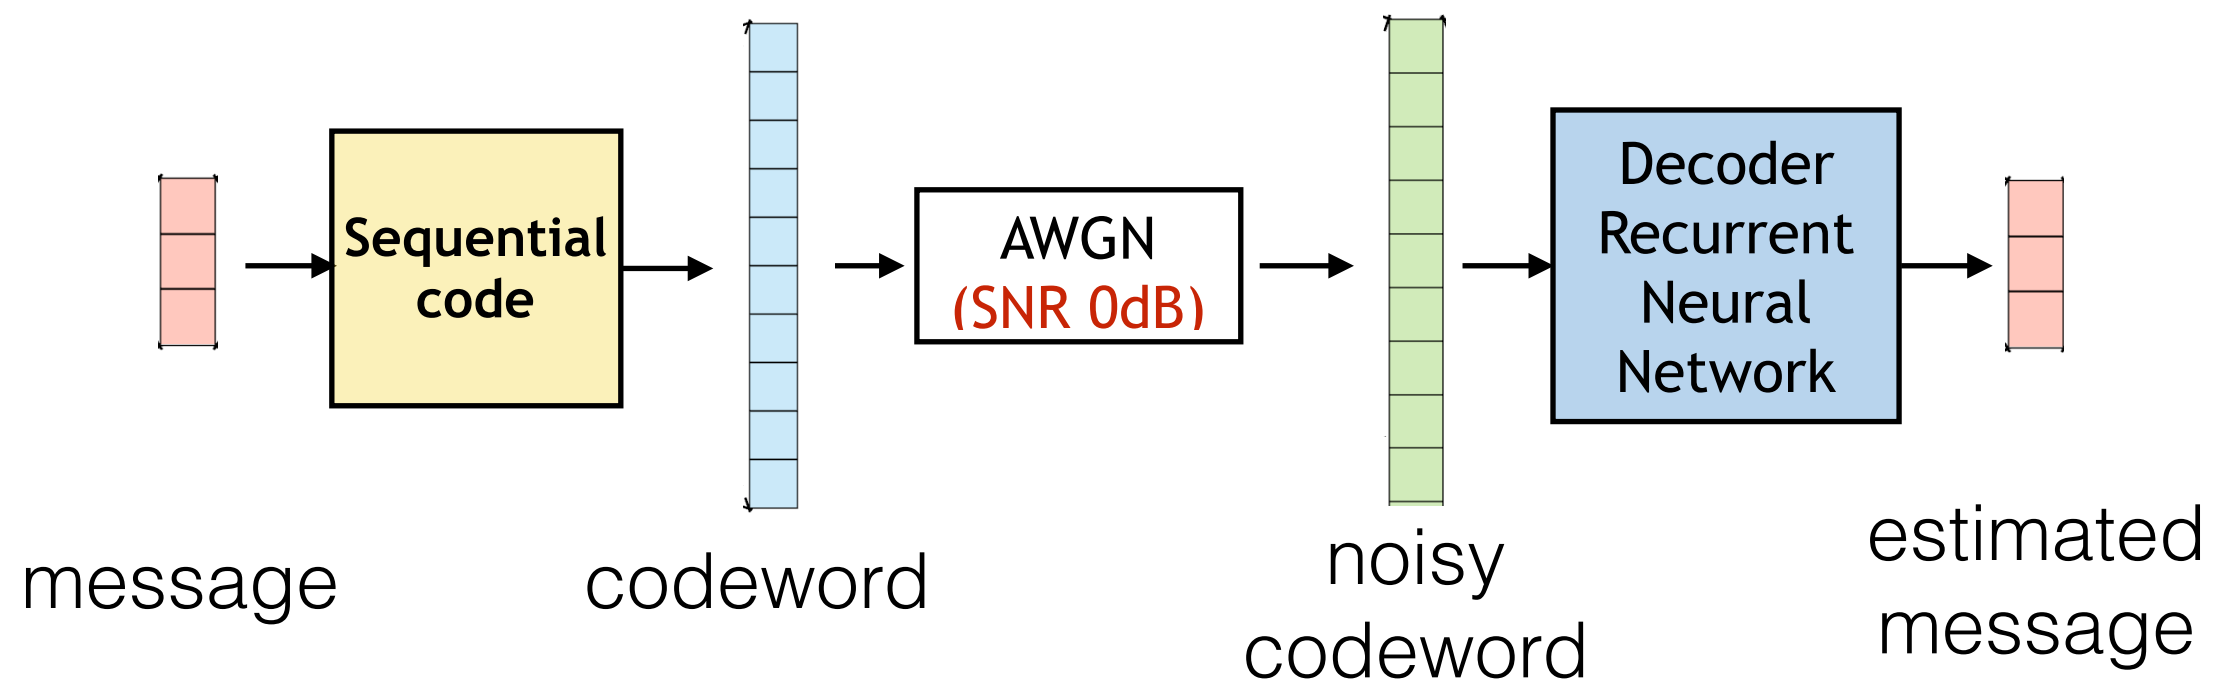 Sequential
code
AWGN
(SNR 0dB)
Decoder
Recurrent
Neural
Network
message
codeword
noisy
codeword
estimated
message